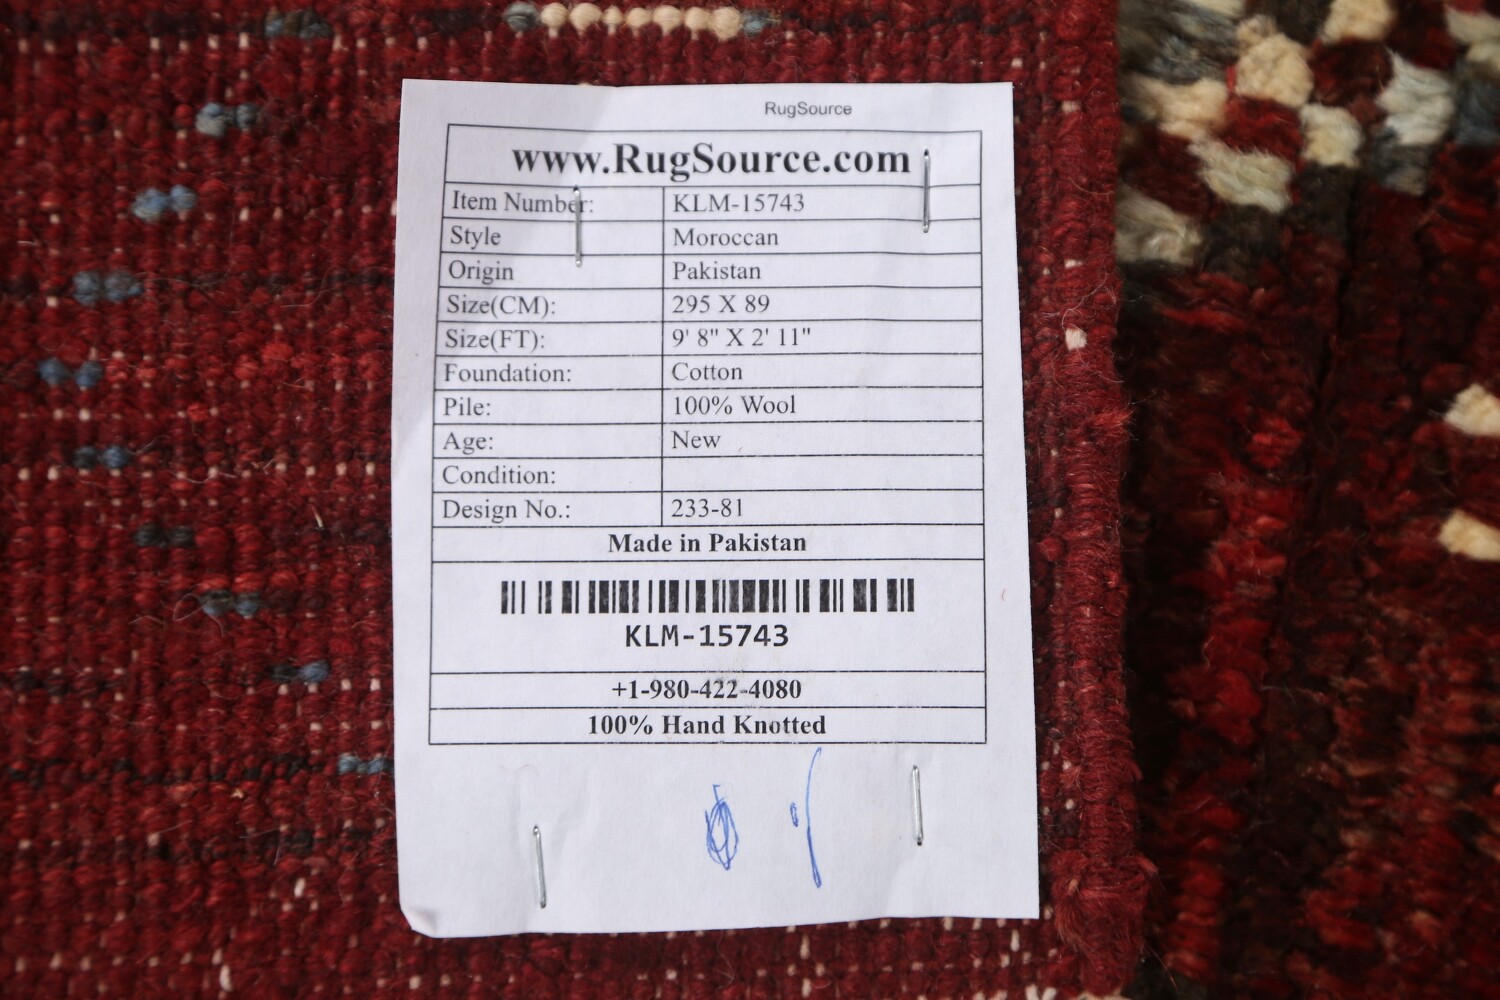 RugSource
www.RugSource.com
Item Number: KLM-15743
Style Moroccan
Origin Pakistan
Size(CM): 295 X 89
Size(FT): 9' 8" X 2' 11"
Foundation: Cotton
Pile: 100% Wool
Age: New
Condition:
Design No.: 233-81
Made in Pakistan
KLM-15743
+1-980-422-4080
100% Hand Knotted